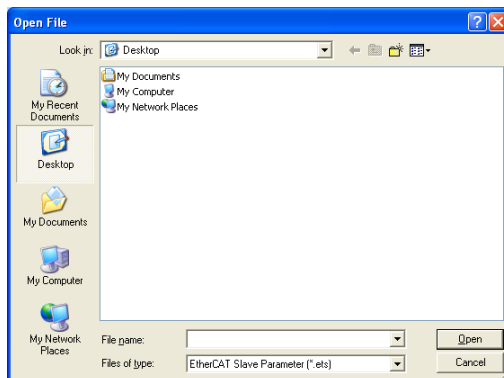 Open File
Look in:
Desktop
My Recent
Documents
Desktop
My Documents
My Computer
My Network
Places
My Documents
My Computer
My Network Places
File name:
Open
Files of type:
EtherCAT Slave Parameter (*.ets)
Cancel